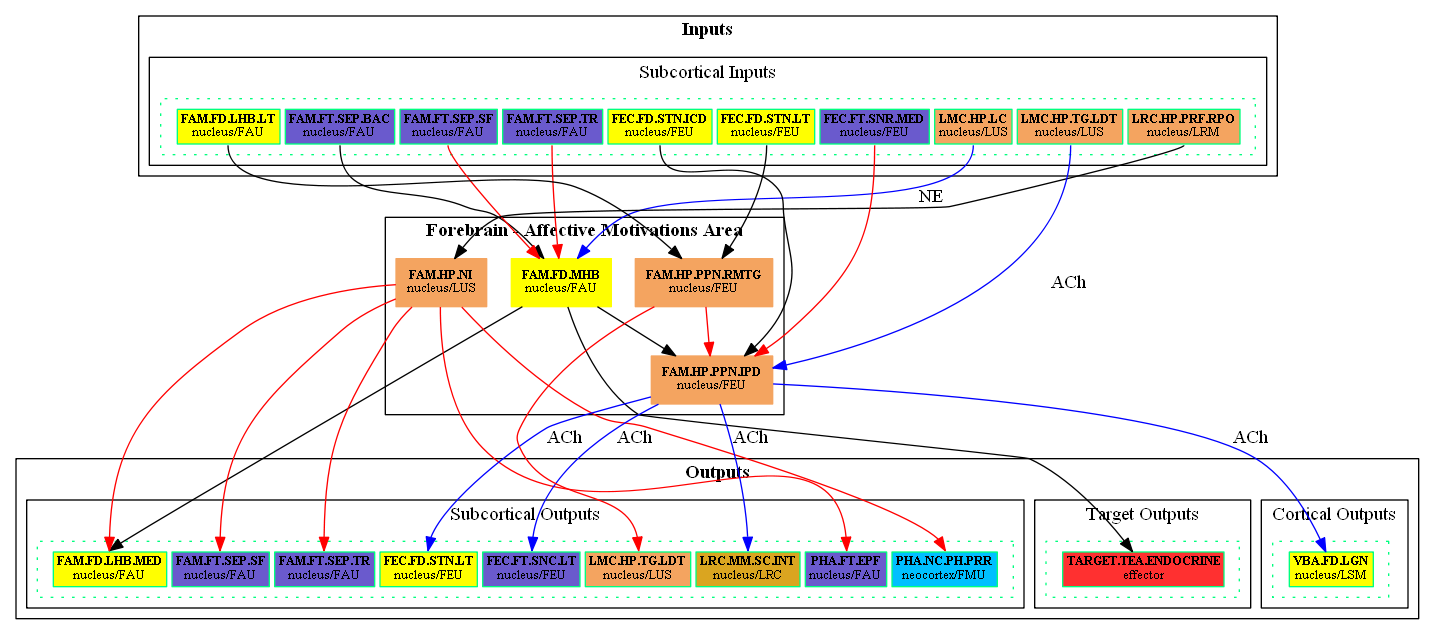 Inputs
Subcortical Inputs
FAM.FD.LHB.LT
nucleus/FAU
FAM.FT.SEP.BAC
nucleus/FAU
FAM.FT.SEP.SF
nucleus/FAU
FAM.FT.SEP.TR
nucleus/FAU
FEC.FD.STN.ICD
nucleus/FEU
FEC.FD.STN.LT
nucleus/FEU
FEC.FT.SNR.MED
nucleus/FEU
LMC.HP.LC
nucleus/LUS
LMC.HP.TG.LDT
nucleus/LUS
LRC.HP.PRF.RPO
nucleus/LRM
NE
Forebrain - Affective Motivations Area
FAM.HP.NI
nucleus/LUS
FAM.FD.MHB
nucleus/FAU
FAM.HP.PPN.RMTG
nucleus/FEU
ACh
FAM.HP.PPN.IPD
nucleus/FEU
ACh
ACh
ACh
ACh
Outputs
Subcortical Outputs
FAM.FD.LHB.MED
nucleus/FAU
FAM.FT.SEP.SF
nucleus/FAU
FAM.FT.SEP.TR
nucleus/FAU
FEC.FD.STN.LT
nucleus/FEU
FEC.FT.SNC.LT
nucleus/FEU
LMC.HP.TG.LDT
nucleus/LUS
LRC.MM.SC.INT
nucleus/LRC
PHA.FT.EPF
nucleus/FAU
PHA.NC.PH.PRR
neocortex/FMU
Target Outputs
TARGET.TEA.ENDOCRINE
effector
Cortical Outputs
VBA.FD.LGN
nucleus/LSM